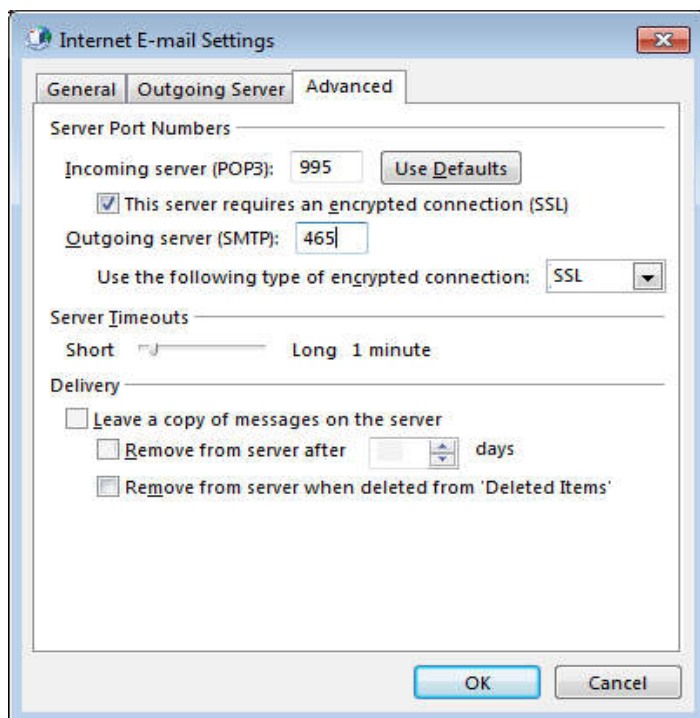 Internet E-mail Settings
General Outgoing Server Advanced
Server Port Numbers
Incoming server (POP3): 995 Use Defaults
This server requires an encrypted connection (SSL)
Outgoing server (SMTP): 465
Use the following type of encrypted connection: SSL
Server Timeouts
Short Long 1 minute
Delivery
Leave a copy of messages on the server
Remove from server after days
Remove from server when deleted from 'Deleted Items'
OK Cancel